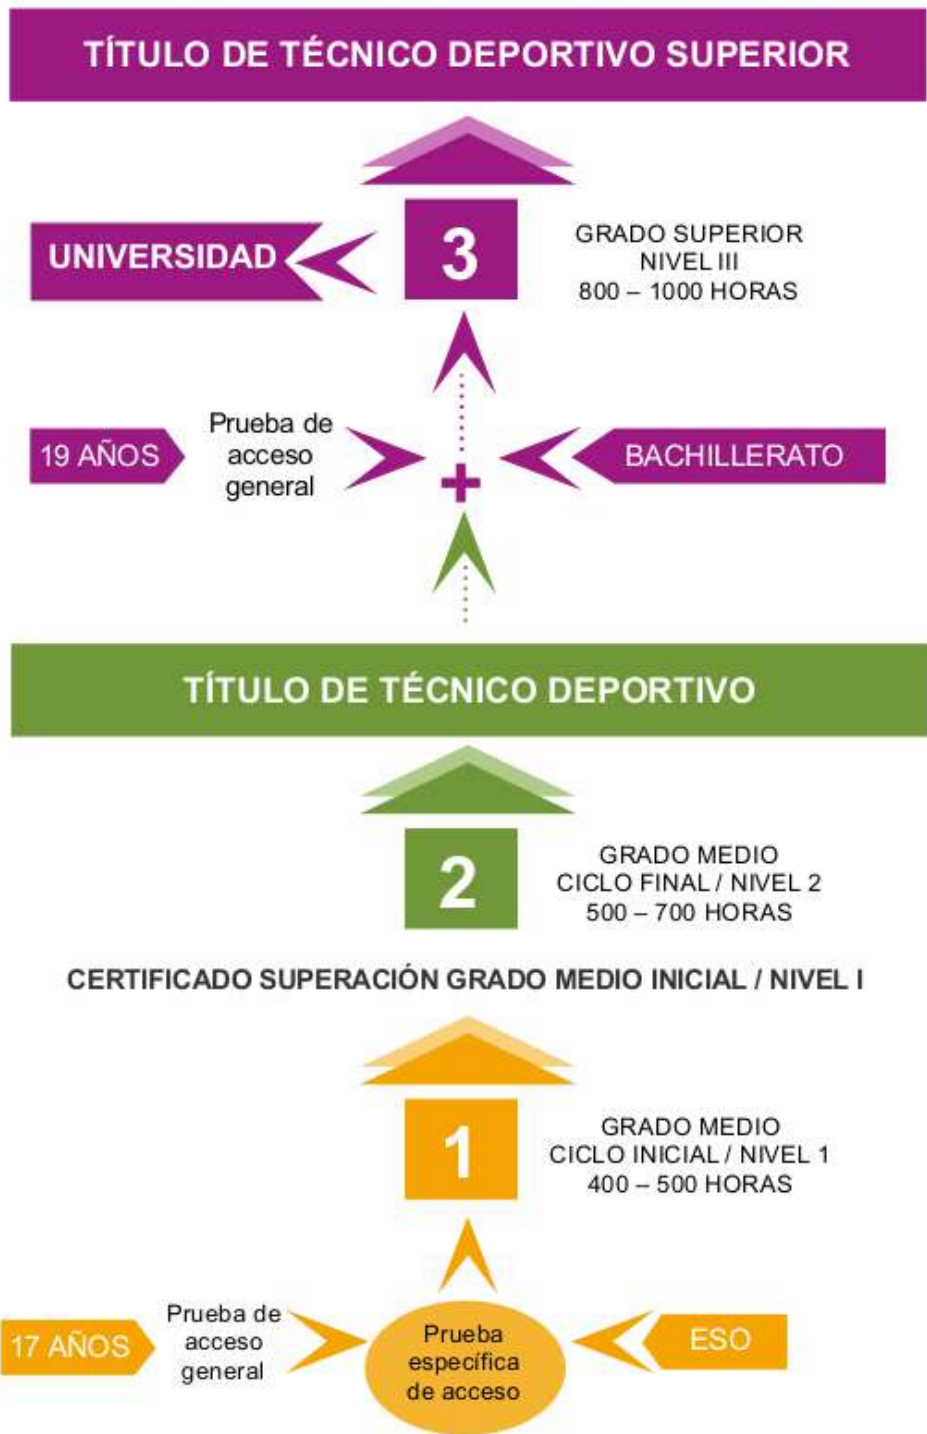 TÍTULO DE TÉCNICO DEPORTIVO SUPERIOR
UNIVERSIDAD
3
GRADO SUPERIOR
NIVEL III
800 – 1000 HORAS
19 AÑOS
Prueba de
acceso
general
+
BACHILLERATO
TÍTULO DE TÉCNICO DEPORTIVO
2
GRADO MEDIO
CICLO FINAL / NIVEL 2
500 – 700 HORAS
CERTIFICADO SUPERACIÓN GRADO MEDIO INICIAL / NIVEL I
1
GRADO MEDIO
CICLO INICIAL / NIVEL 1
400 – 500 HORAS
17 AÑOS
Prueba de
acceso
general
Prueba
específica
de acceso
ESO